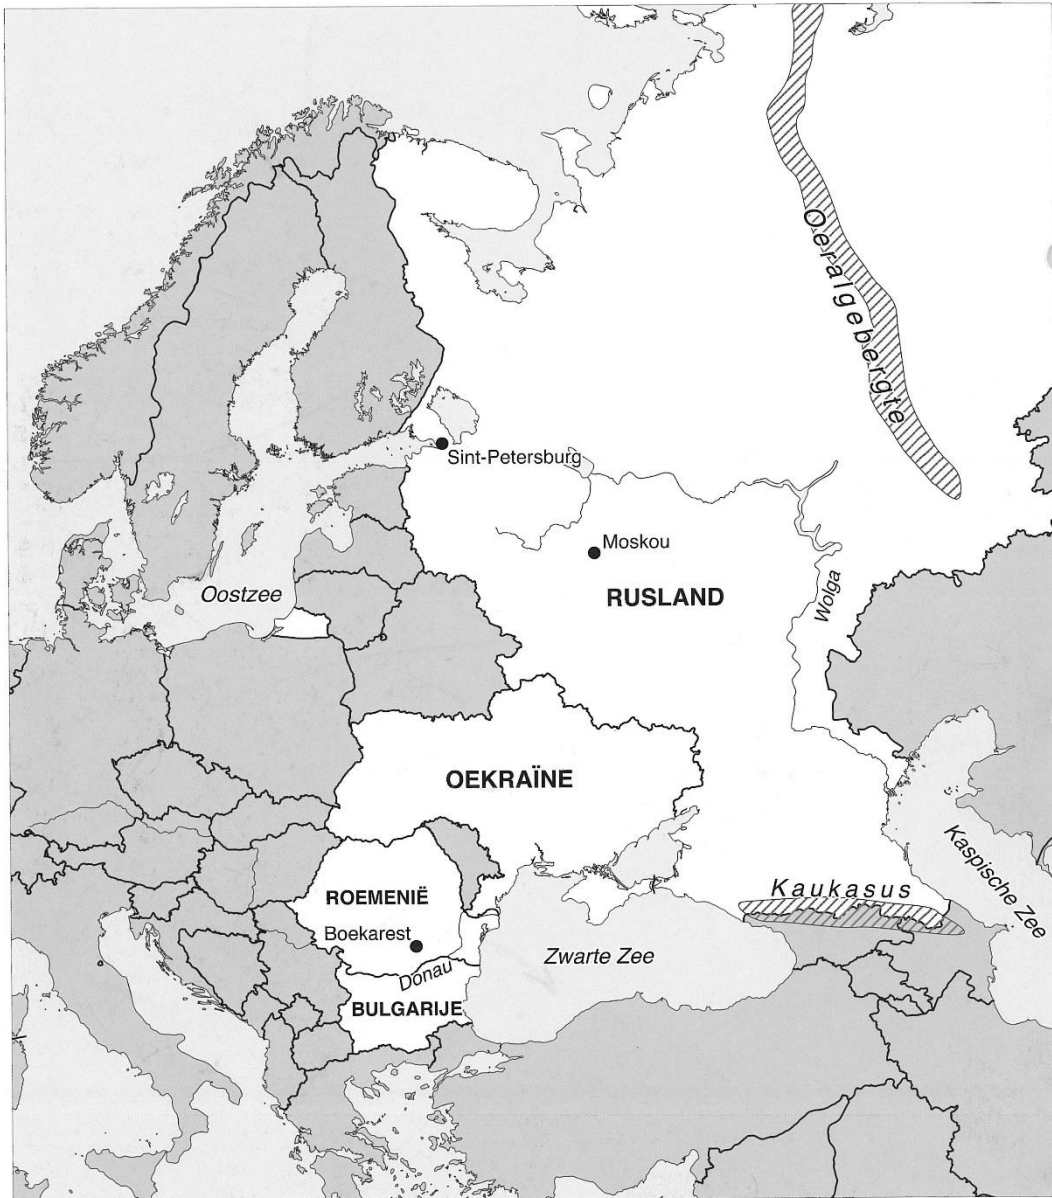 Oeralgebergte
Sint-Petersburg
Moskou
RUSLAND
Wolga
Oostzee
OEKRAÏNE
Kaspische Zee
Kaukasus
ROEMENIË
Boekarest
Zwarte Zee
Donau
BULGARIJE